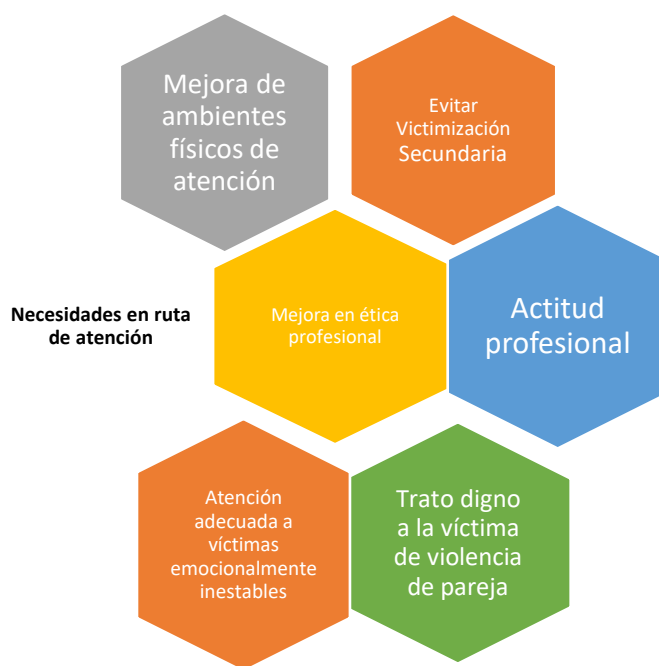 Mejora de
ambientes
físicos de
atención
Evitar
Victimización
Secundaria
Necesidades en ruta
de atención
Mejora en ética
profesional
Actitud
profesional
Atención
adecuada a
víctimas
emocionalmente
inestables
Trato digno
a la víctima
de violencia
de pareja